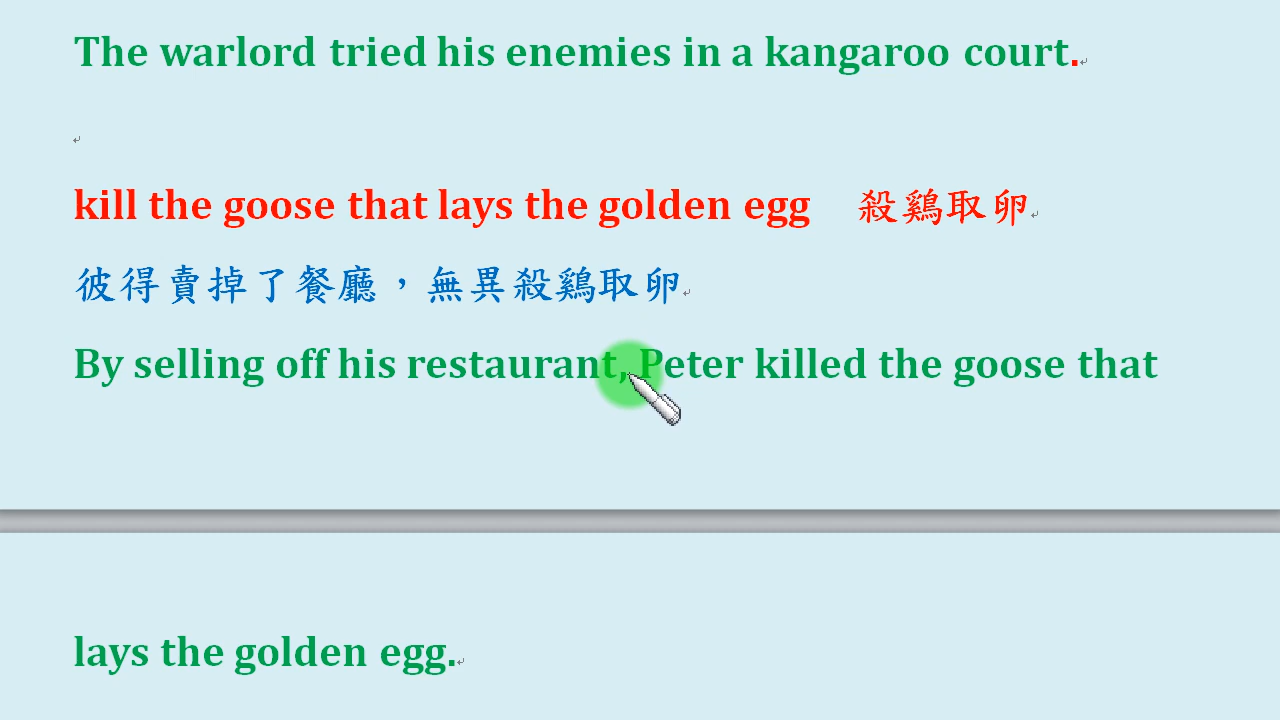 The warlord tried his enemies in a kangaroo court.
kill the goose that lays the golden egg 殺鷄取卵
彼得賣掉了餐廳，無異殺鷄取卵
By selling off his restaurant, Peter killed the goose that
lays the golden egg.